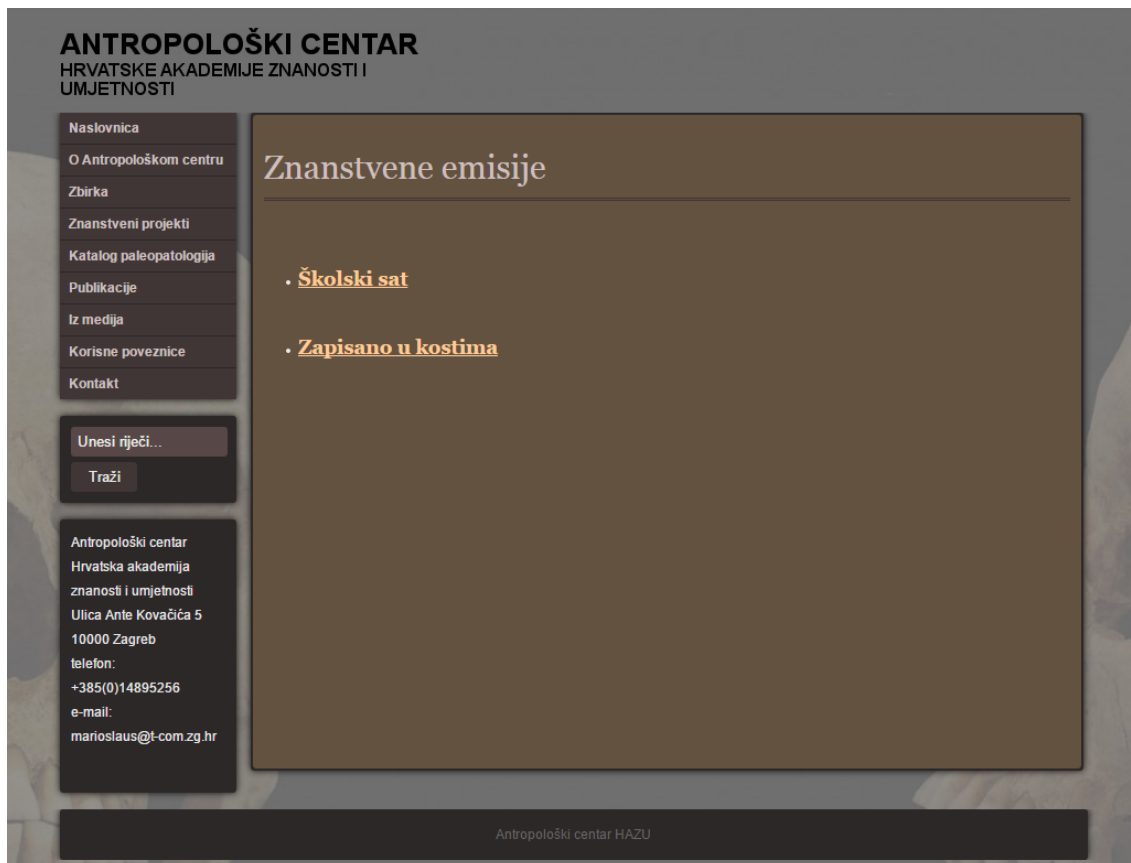 ANTROPOLOŠKI CENTAR
HRVATSKE AKADEMIJE ZNANOSTI I
UMJETNOSTI
Naslovnica
O Antropološkom centru
Zbirka
Znanstveni projekti
Katalog paleopatologija
Publikacije
Iz medija
Korisne poveznice
Kontakt
Unesi riječi...
Traži
Antropološki centar
Hrvatska akademija
znanosti i umjetnosti
Ulica Ante Kovačića 5
10000 Zagreb
telefon:
+385(0)14895256
e-mail:
marioslaus@t-com.zg.hr
Znanstvene emisije
• Školski sat
• Zapisano u kostima
Antropološki centar HAZU